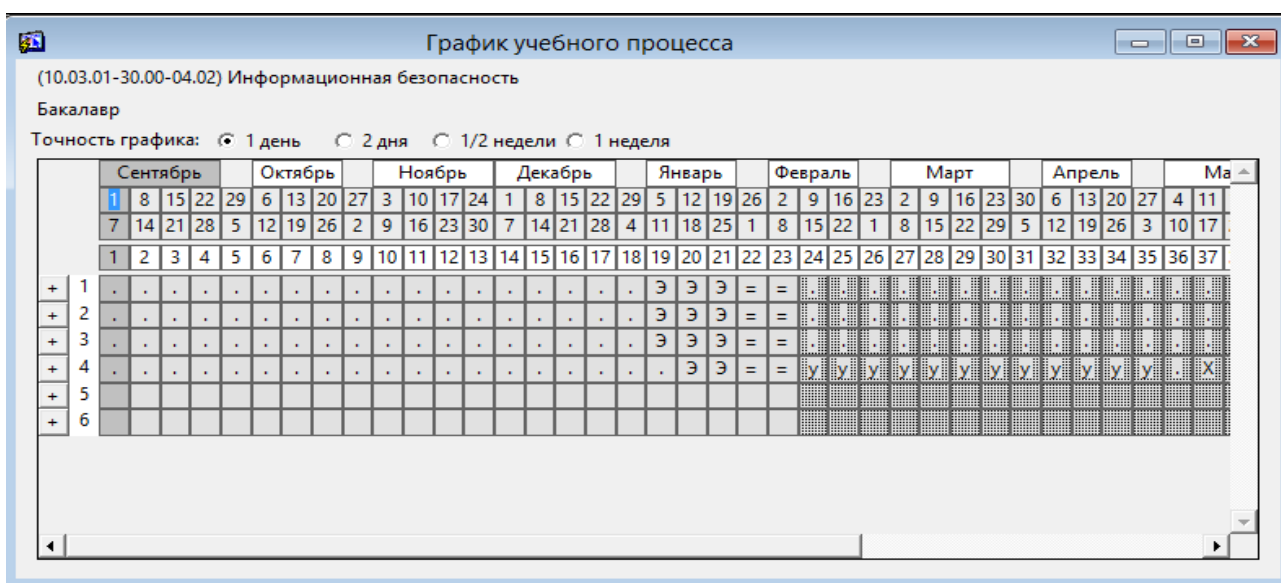 График учебного процесса
(10.03.01-30.00-04.02) Информационная безопасность
Бакалавр
Точность графика: 1 день 2 дня 1/2 недели 1 неделя
Сентябрь Октябрь Ноябрь Декабрь Январь Февраль Март Апрель Ма
1 8 15 22 29 6 13 20 27 3 10 17 24 1 8 15 22 29 5 12 19 26 2 9 16 23 2 9 16 23 30 6 13 20 27 4 11
7 14 21 28 5 12 19 26 2 9 16 23 30 7 14 21 28 4 11 18 25 1 8 15 22 1 8 15 22 29 5 12 19 26 3 10 17
1 2 3 4 5 6 7 8 9 10 11 12 13 14 15 16 17 18 19 20 21 22 23 24 25 26 27 28 29 30 31 32 33 34 35 36 37
+ 1 . . . . . . . . . . . . . . . . . . Э Э Э = = . . . . . . . . . . . . . .
+ 2 . . . . . . . . . . . . . . . . . . Э Э Э = = . . . . . . . . . . . . . .
+ 3 . . . . . . . . . . . . . . . . . . Э Э Э = = . . . . . . . . . . . . . .
+ 4 . . . . . . . . . . . . . . . . . . . Э Э = = у у у у у у у у у у у у . Х
+ 5
+ 6